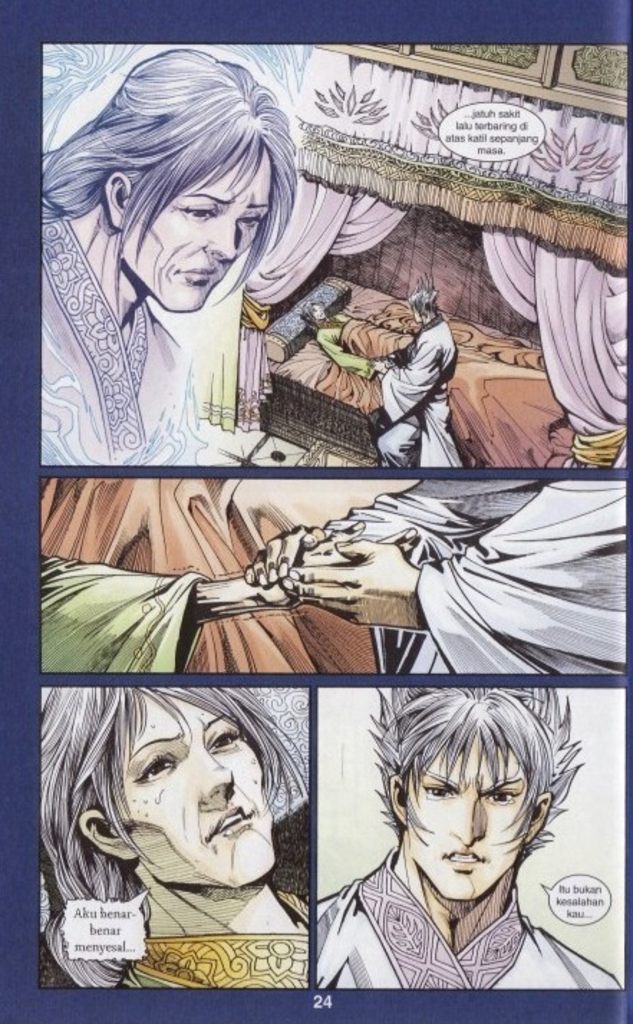 ...jatuh sakit
lalu terbaring di
atas katil sepanjang
masa.
Aku benar-
benar
menyesal...
Itu bukan
kesalahan
kau...
24